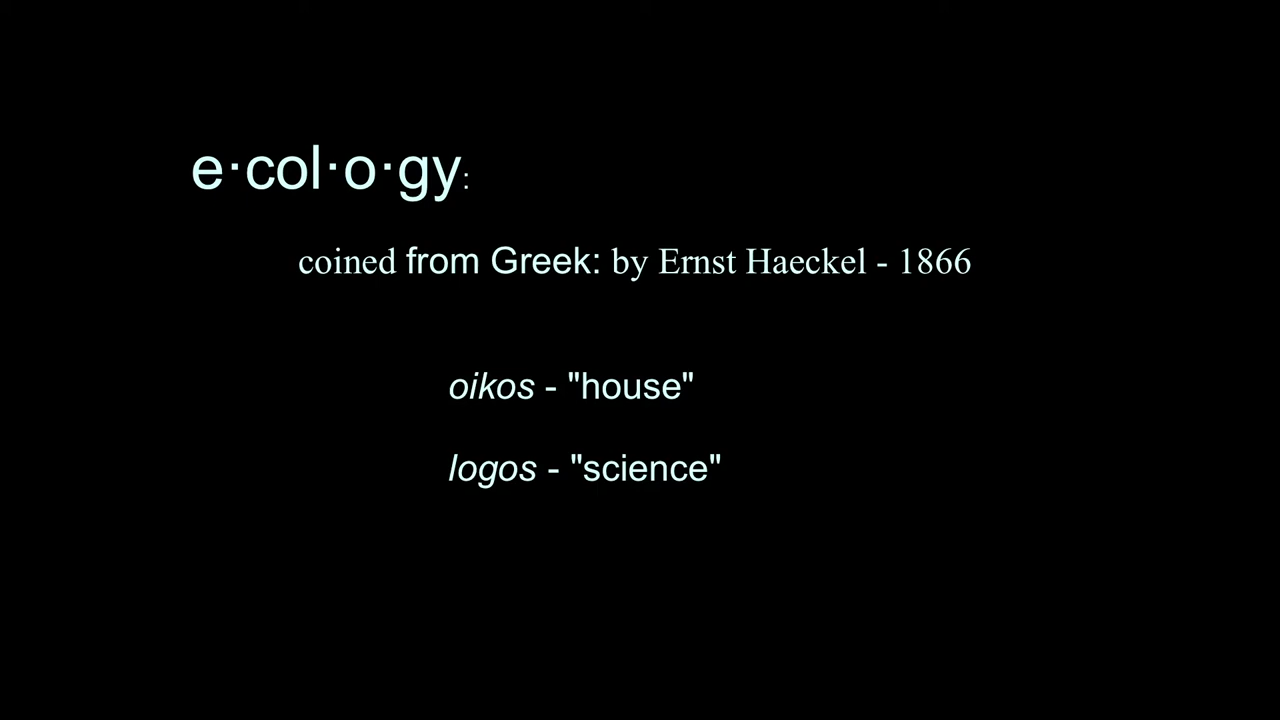 e·col·o·gy:
coined from Greek: by Ernst Haeckel - 1866
oikos - "house"
logos - "science"